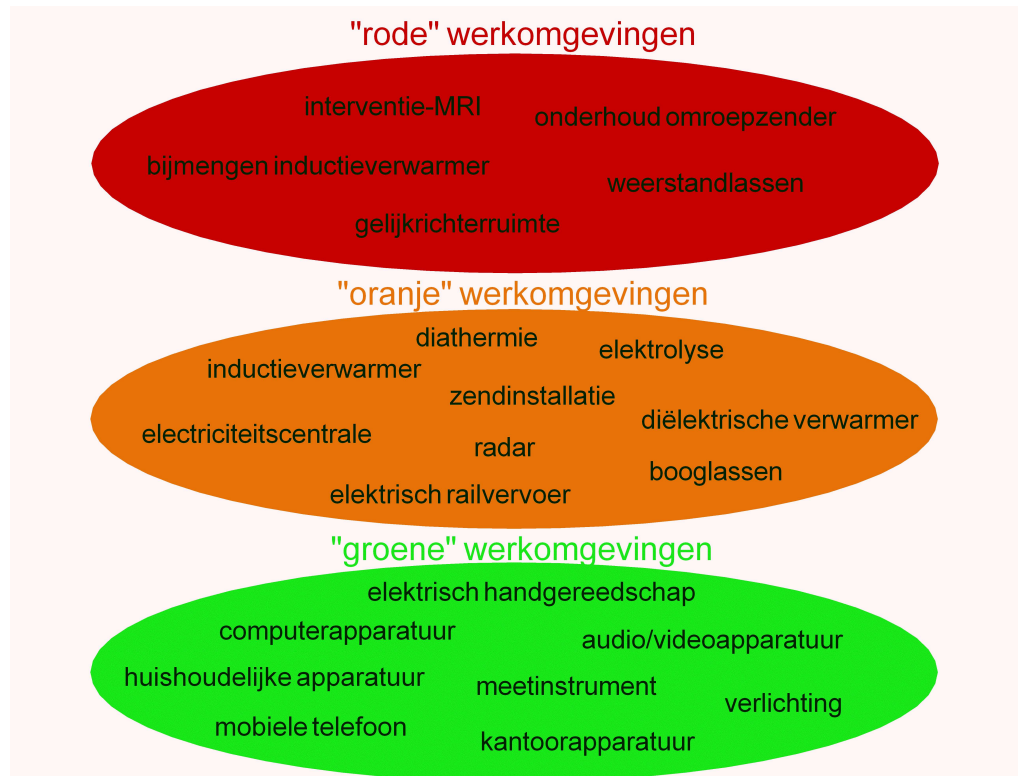 "rode" werkomgevingen
interventie-MRI
onderhoud omroepzender
bijmengen inductieverwarmer
weerstandlassen
gelijkrichterruimte
"oranje" werkomgevingen
diathermie
elektrolyse
inductieverwarmer
zendinstallatie
diëlektrische verwarmer
electriciteitscentrale
radar
booglassen
elektrisch railvervoer
"groene" werkomgevingen
elektrisch handgereedschap
computerapparatuur
audio/videoapparatuur
huishoudelijke apparatuur
meetinstrument
verlichting
mobiele telefoon
kantoorapparatuur